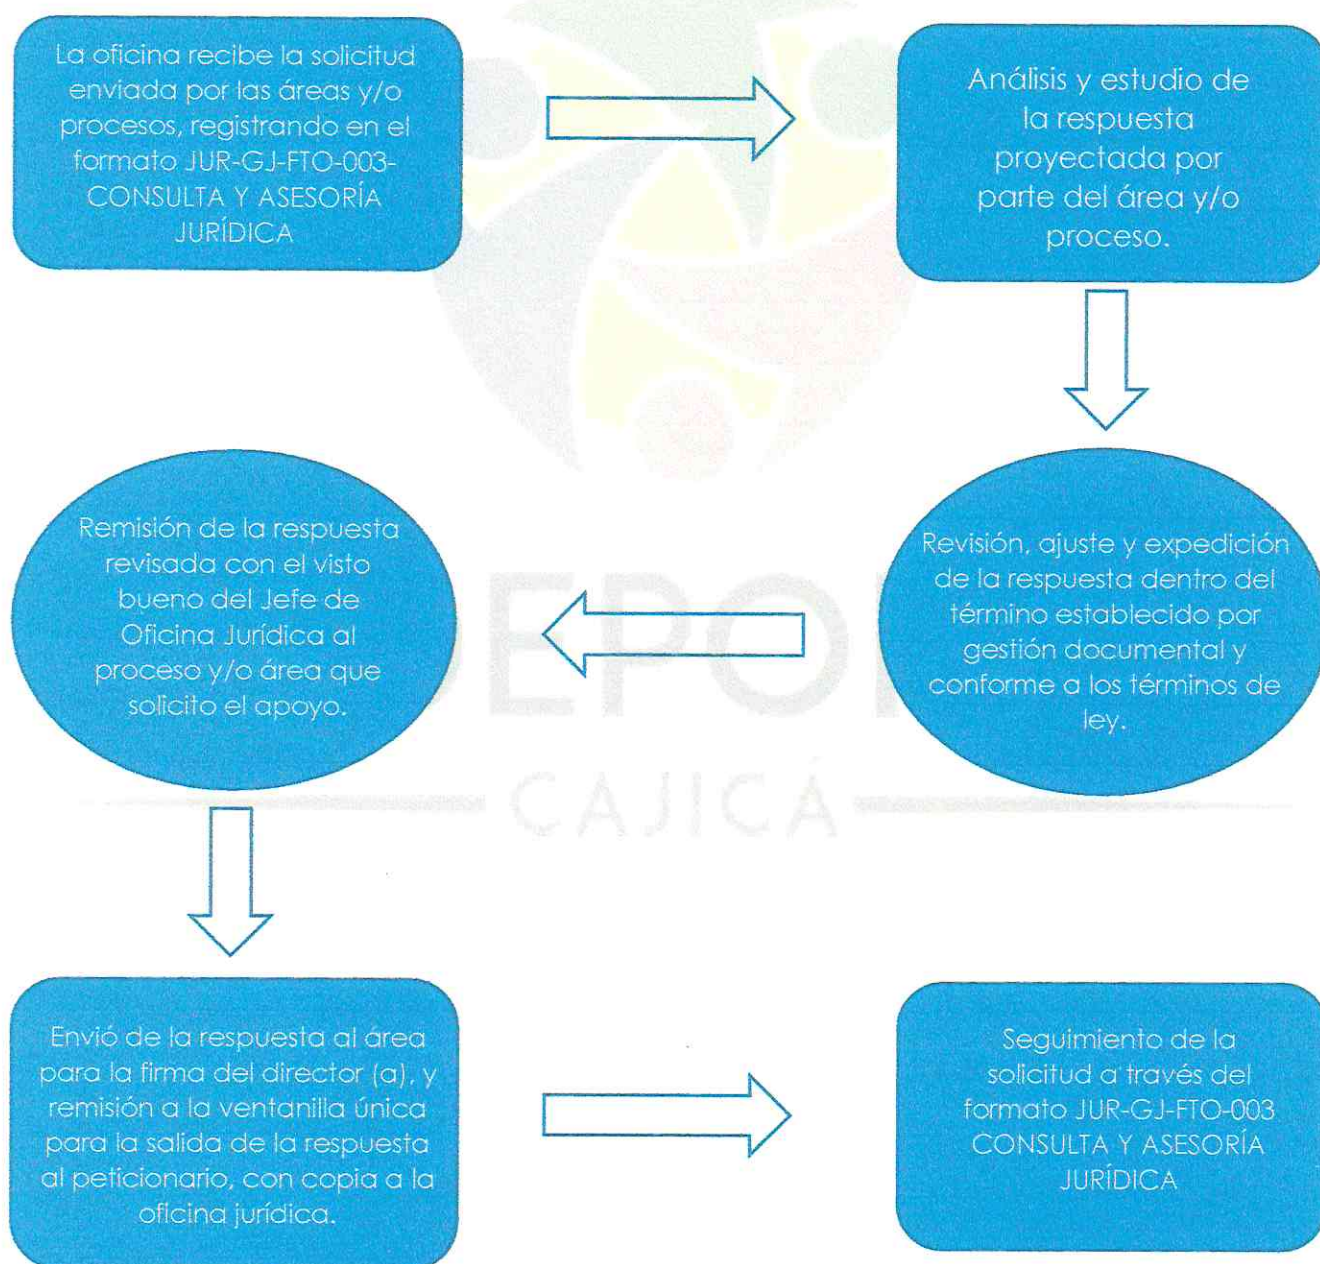 La oficina recibe la solicitud
enviada por las áreas y/o
procesos, registrando en el
formato JUR-GJ-FTO-003-
CONSULTA Y ASESORÍA
JURÍDICA
Análisis y estudio de
la respuesta
proyectada por
parte del área y/o
proceso.
Revisión, ajuste y expedición
de la respuesta dentro del
término establecido por
gestión documental y
conforme a los términos de
ley.
Remisión de la respuesta
revisada con el visto
bueno del Jefe de
Oficina Jurídica al
proceso y/o área que
solicito el apoyo.
Envió de la respuesta al área
para la firma del director (a), y
remisión a la ventanilla única
para la salida de la respuesta
al peticionario, con copia a la
oficina jurídica.
Seguimiento de la
solicitud a través del
formato JUR-GJ-FTO-003
CONSULTA Y ASESORÍA
JURÍDICA
CAJICÁ